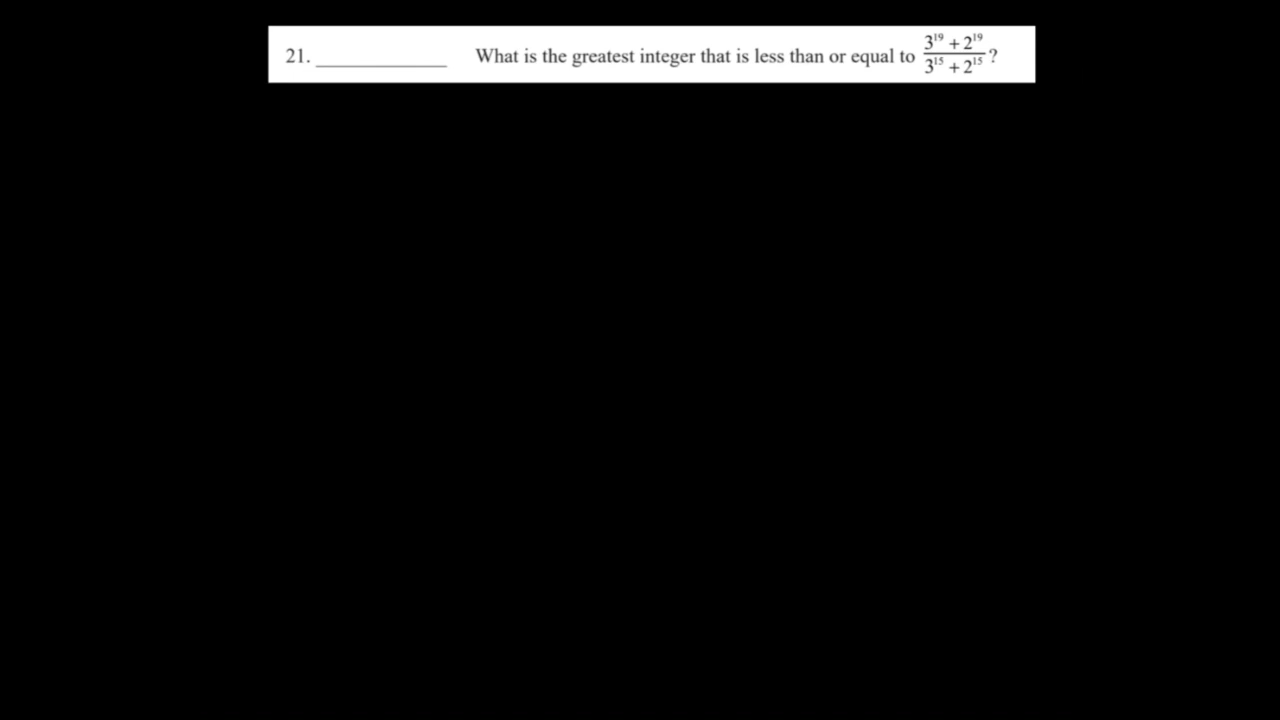 21. ______________ What is the greatest integer that is less than or equal to $\frac{3^{19}+2^{19}}{3^{15}+2^{15}}$?